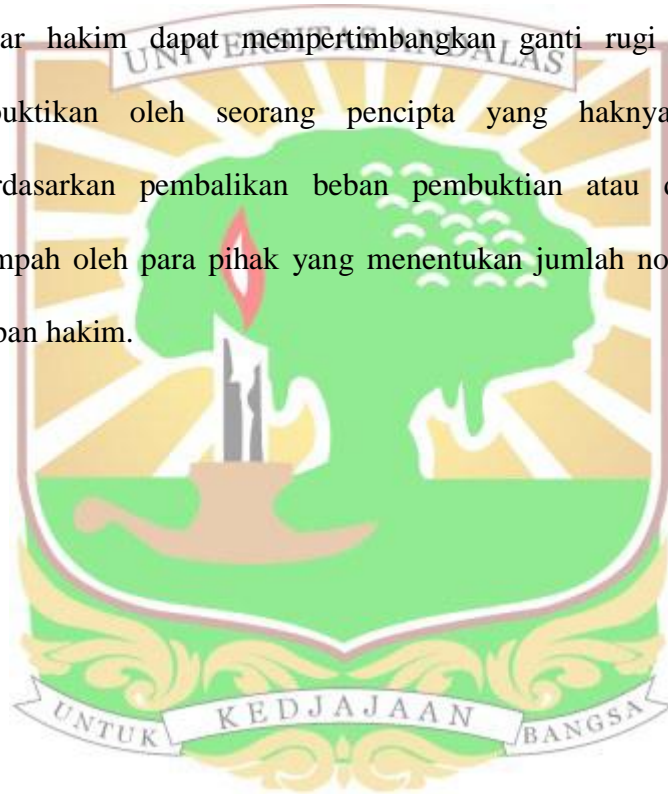 ar hakim dapat mempertimbangkan ganti rugi
UNIVERSITAS ANDALAS
buktikan oleh seorang pencipta yang haknya
rdasarkan pembalikan beban pembuktian atau
mpah oleh para pihak yang menentukan jumlah no
pan hakim.
UNTUK KEDJAJAAN BANGSA